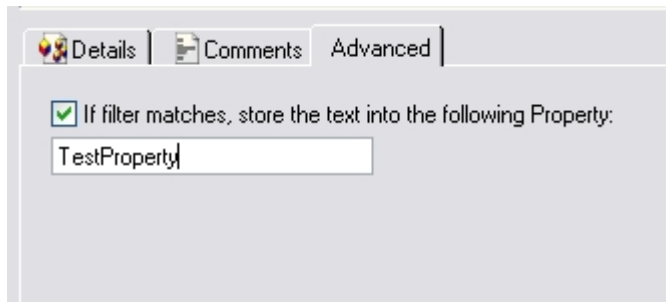 Details Comments Advanced
If filter matches, store the text into the following Property:
TestProperty